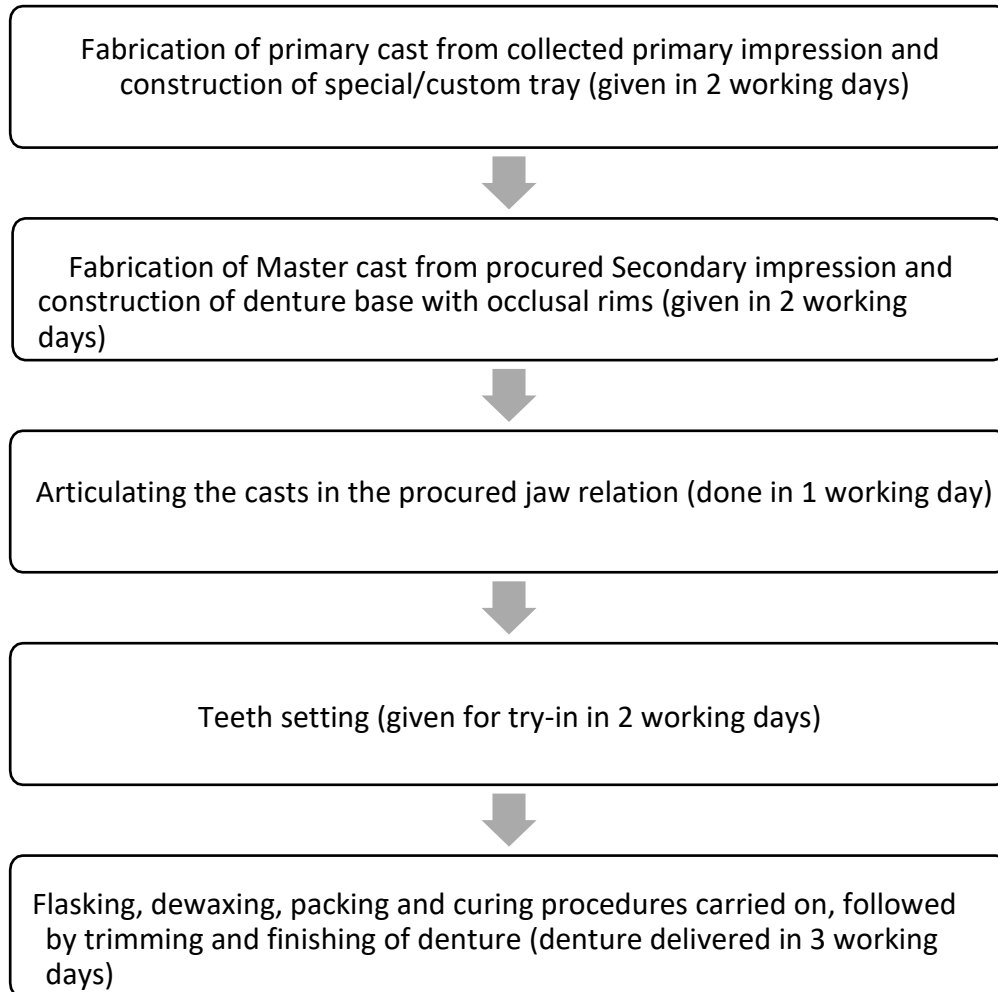 Fabrication of primary cast from collected primary impression and
construction of special/custom tray (given in 2 working days)
Fabrication of Master cast from procured Secondary impression and
construction of denture base with occlusal rims (given in 2 working
days)
Articulating the casts in the procured jaw relation (done in 1 working day)
Teeth setting (given for try-in in 2 working days)
Flasking, dewaxing, packing and curing procedures carried on, followed
by trimming and finishing of denture (denture delivered in 3 working
days)